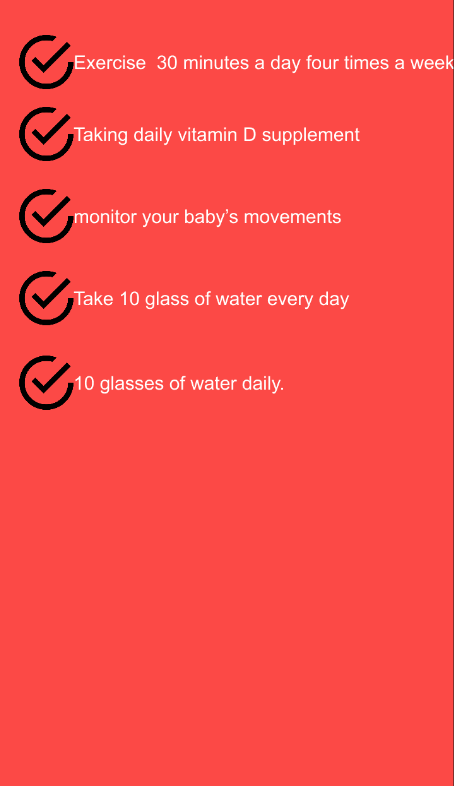 Exercise  30 minutes a day four times a week
Taking daily vitamin D supplement
monitor your baby’s movements
Take 10 glass of water every day
10 glasses of water daily.